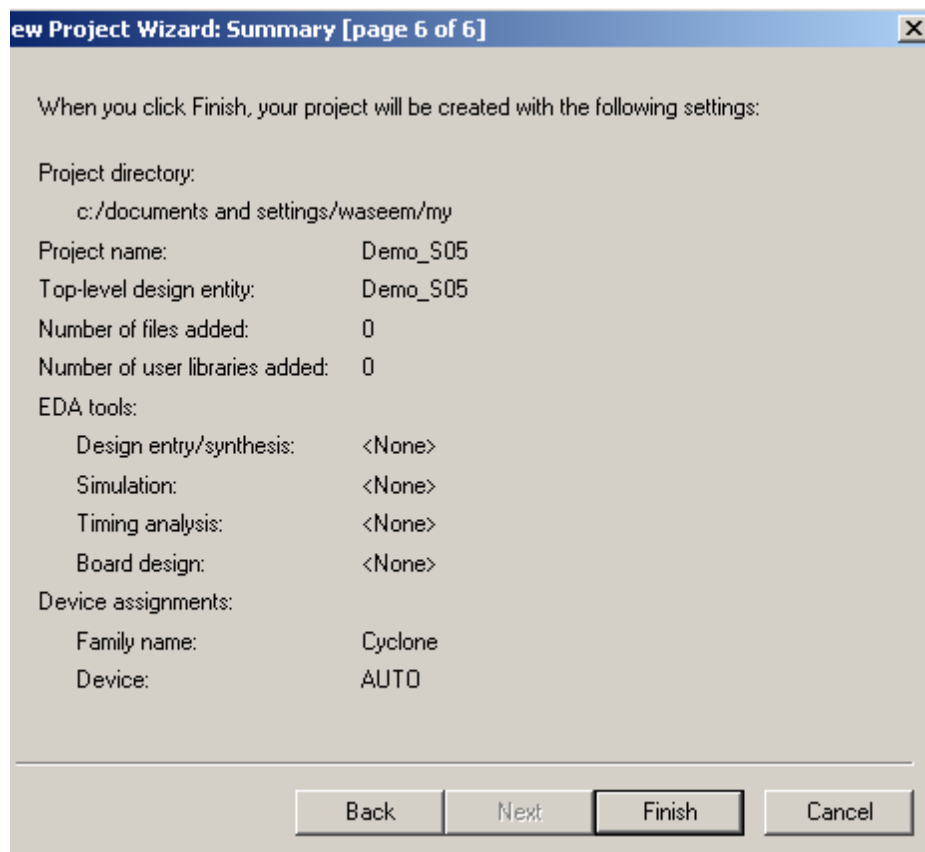 ew Project Wizard: Summary [page 6 of 6]
When you click Finish, your project will be created with the following settings:
Project directory:
c:/documents and settings/waseem/my
Project name: Demo_S05
Top-level design entity: Demo_S05
Number of files added: 0
Number of user libraries added: 0
EDA tools:
Design entry/synthesis: <None>
Simulation: <None>
Timing analysis: <None>
Board design: <None>
Device assignments:
Family name: Cyclone
Device: AUTO
Back Next Finish Cancel